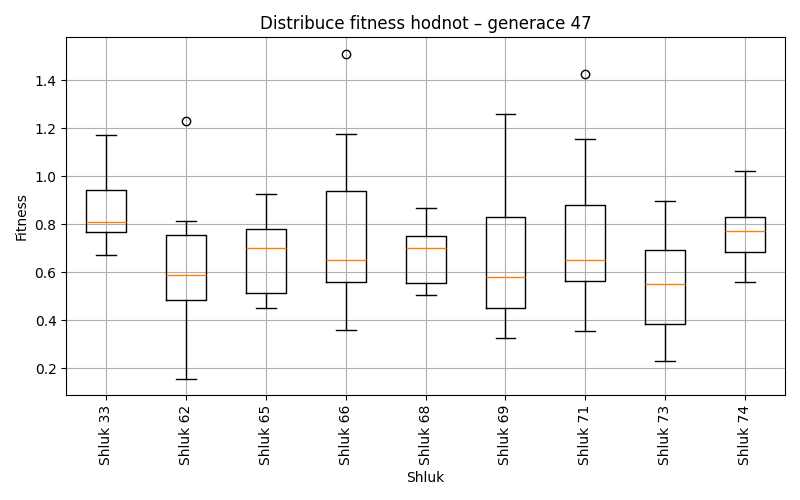 Distribuce fitness hodnot – generace 47
Fitness
1.4
1.2
1.0
0.8
0.6
0.4
0.2
Shluk 33
Shluk 62
Shluk 65
Shluk 66
Shluk 68
Shluk 69
Shluk 71
Shluk 73
Shluk 74
Shluk